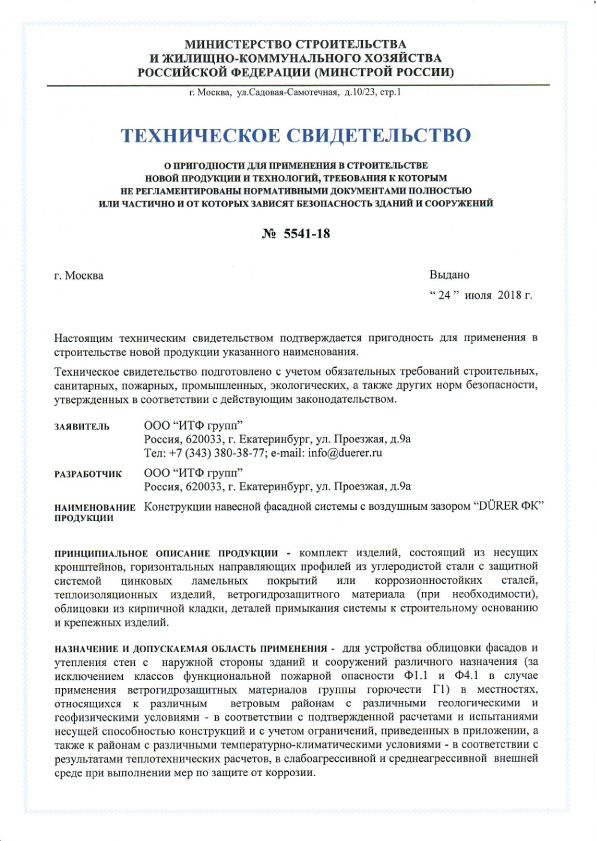 МИНИСТЕРСТВО СТРОИТЕЛЬСТВА
И ЖИЛИЩНО-КОММУНАЛЬНОГО ХОЗЯЙСТВА
РОССИЙСКОЙ ФЕДЕРАЦИИ (МИНСТРОЙ РОССИИ)
г. Москва, ул.Садовая-Самотечная, д.10/23, стр.1
ТЕХНИЧЕСКОЕ СВИДЕТЕЛЬСТВО
О ПРИГОДНОСТИ ДЛЯ ПРИМЕНЕНИЯ В СТРОИТЕЛЬСТВЕ
НОВОЙ ПРОДУКЦИИ И ТЕХНОЛОГИЙ, ТРЕБОВАНИЯ К КОТОРЫМ
НЕ РЕГЛАМЕНТИРОВАНЫ НОРМАТИВНЫМИ ДОКУМЕНТАМИ ПОЛНОСТЬЮ
ИЛИ ЧАСТИЧНО И ОТ КОТОРЫХ ЗАВИСЯТ БЕЗОПАСНОСТЬ ЗДАНИЙ И СООРУЖЕНИЙ
№ 5541-18
г. Москва
Выдано
“ 24 ” июля 2018 г.
Настоящим техническим свидетельством подтверждается пригодность для применения в
строительстве новой продукции указанного наименования.
Техническое свидетельство подготовлено с учетом обязательных требований строительных,
санитарных, пожарных, промышленных, экологических, а также других норм безопасности,
утвержденных в соответствии с действующим законодательством.
ЗАЯВИТЕЛЬ ООО “ИТФ групп”
Россия, 620033, г. Екатеринбург, ул. Проезжая, д.9а
Тел: +7 (343) 380-38-77; e-mail: info@duerer.ru
РАЗРАБОТЧИК ООО “ИТФ групп”
Россия, 620033, г. Екатеринбург, ул. Проезжая, д.9а
НАИМЕНОВАНИЕ Конструкции навесной фасадной системы с воздушным зазором “DÜRER ФК”
ПРОДУКЦИИ
ПРИНЦИПИАЛЬНОЕ ОПИСАНИЕ ПРОДУКЦИИ - комплект изделий, состоящий из несущих
кронштейнов, горизонтальных направляющих профилей из углеродистой стали с защитной
системой цинковых ламельных покрытий или коррозионностойких сталей,
теплоизоляционных изделий, ветрогидрозащитного материала (при необходимости),
облицовки из кирпичной кладки, деталей примыкания системы к строительному основанию
и крепежных изделий.
НАЗНАЧЕНИЕ И ДОПУСКАЕМАЯ ОБЛАСТЬ ПРИМЕНЕНИЯ - для устройства облицовки фасадов и
утепления стен с наружной стороны зданий и сооружений различного назначения (за
исключением классов функциональной пожарной опасности Ф1.1 и Ф4.1 в случае
применения ветрогидрозащитных материалов группы горючести Г1) в местностях,
относящихся к различным ветровым районам с различными геологическими и
геофизическими условиями - в соответствии с подтвержденной расчетами и испытаниями
несущей способностью конструкций и с учетом ограничений, приведенных в приложении, а
также к районам с различными температурно-климатическими условиями - в соответствии с
результатами теплотехнических расчетов, в слабоагрессивной и среднеагрессивной внешней
среде при выполнении мер по защите от коррозии.